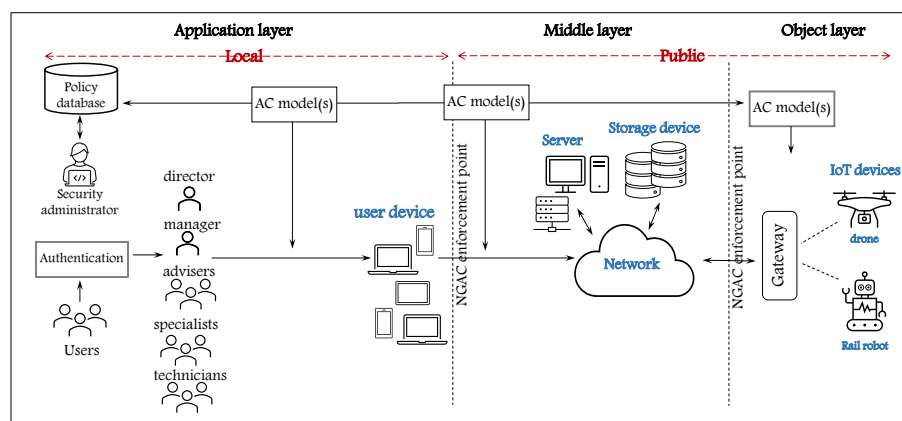 Application layer
Middle layer
Object layer
Local
Public
Policy
database
AC model(s)
AC model(s)
AC model(s)
Security
administrator
Authentication
Users
director
manager
advisers
specialists
technicians
user device
NGAC enforcement point
Server
Storage device
Network
NGAC enforcement point
Gateway
IoT devices
drone
Rail robot